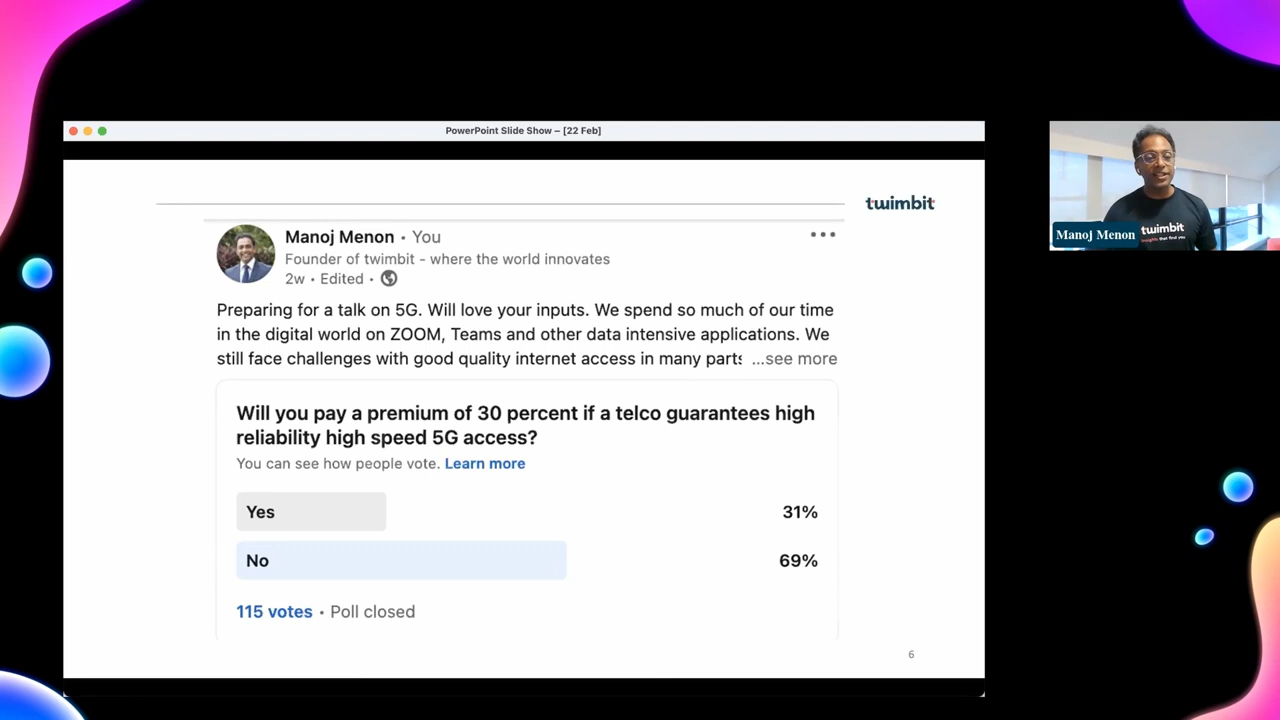 PowerPoint Slide Show – [22 Feb]
twimbit
Manoj Menon • You
Founder of twimbit - where the world innovates
2w • Edited •
Preparing for a talk on 5G. Will love your inputs. We spend so much of our time
in the digital world on ZOOM, Teams and other data intensive applications. We
still face challenges with good quality internet access in many parts ...see more
Will you pay a premium of 30 percent if a telco guarantees high
reliability high speed 5G access?
You can see how people vote. Learn more
Yes 31%
No 69%
115 votes • Poll closed
6
Manoj Menon
twimbit
insights that find you